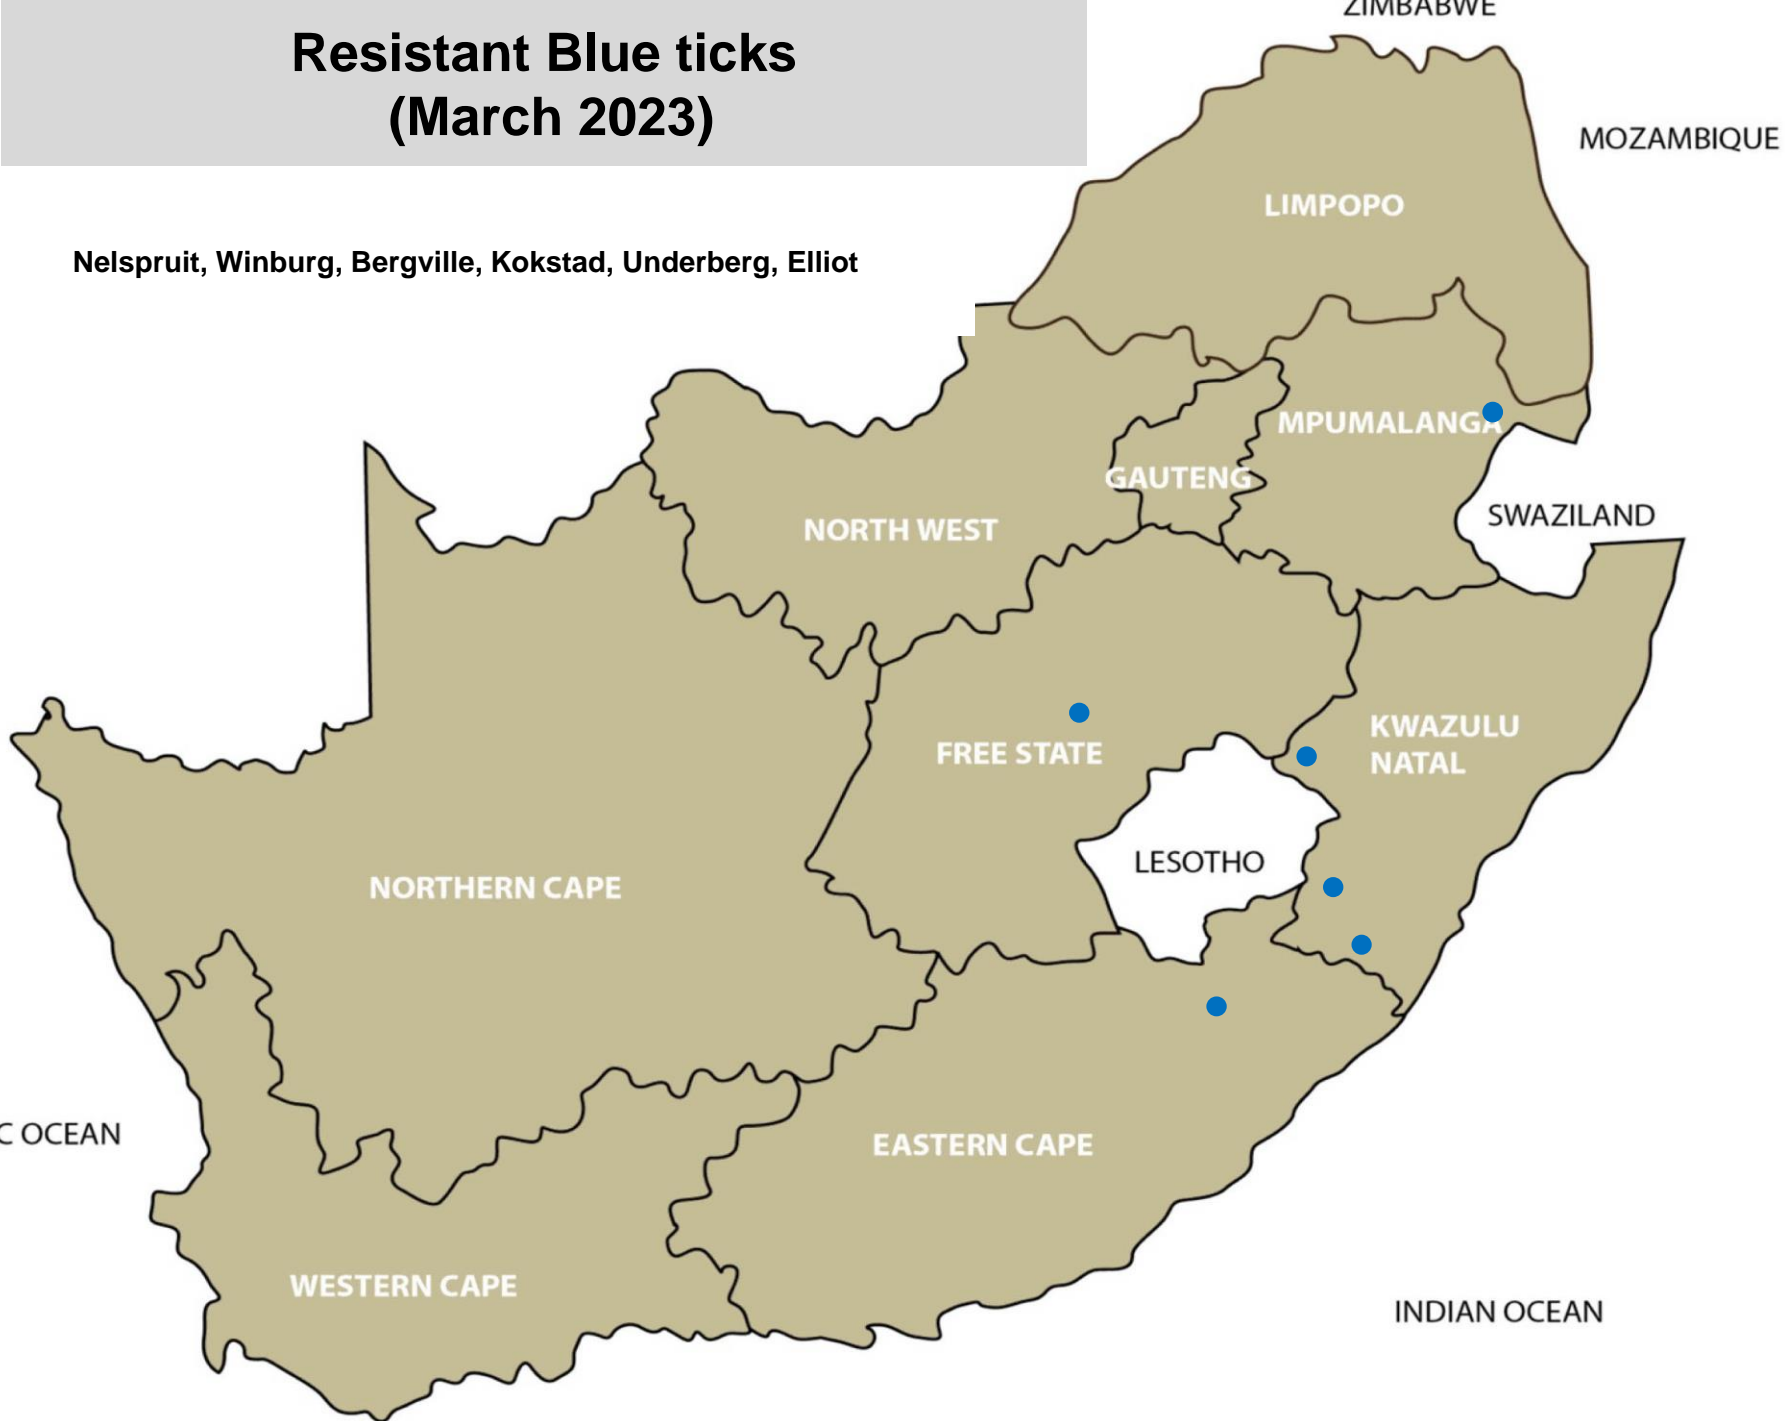 Resistant Blue ticks
(March 2023)
ZIMBABWE
MOZAMBIQUE
LIMPOPO
Nelspruit, Winburg, Bergville, Kokstad, Underberg, Elliot
MPUMALANGA
GAUTENG
SWAZILAND
NORTH WEST
KWAZULU
NATAL
FREE STATE
LESOTHO
NORTHERN CAPE
C OCEAN
EASTERN CAPE
WESTERN CAPE
INDIAN OCEAN